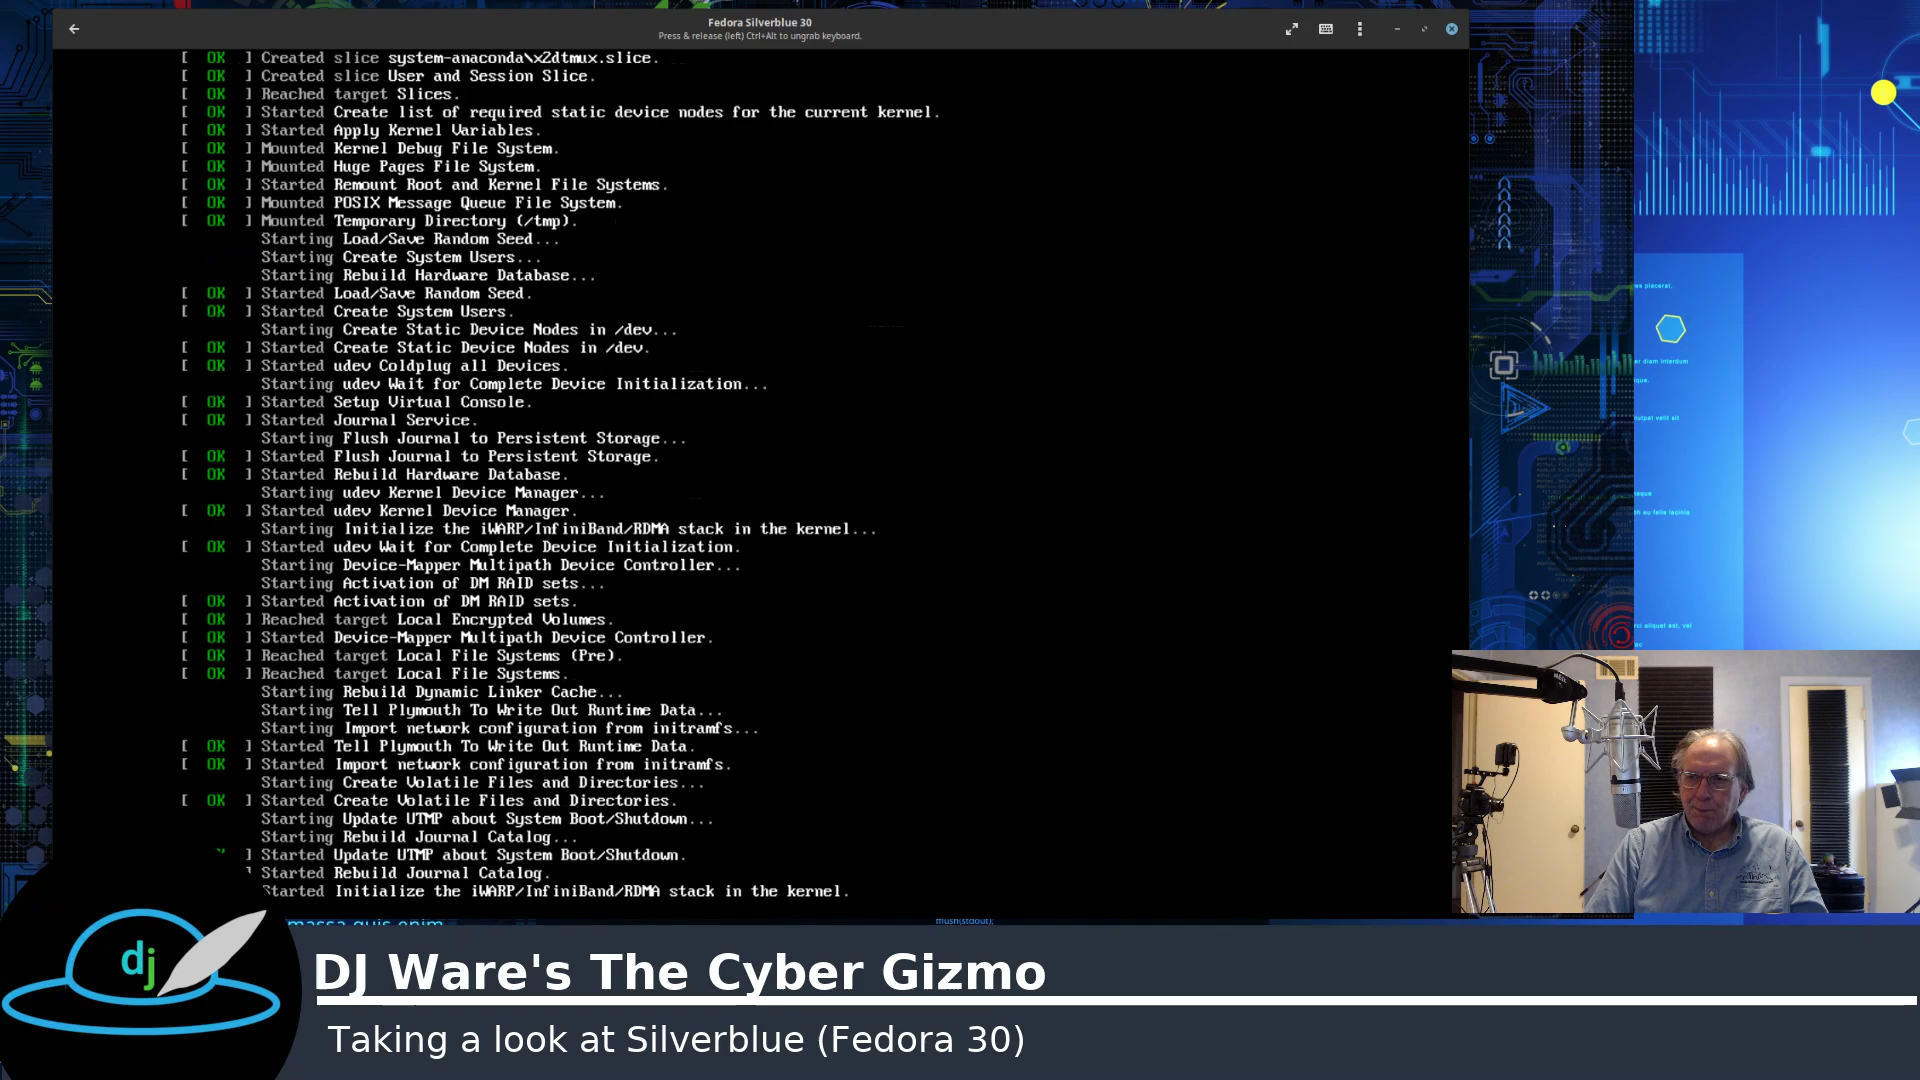 Fedora Silverblue 30
Press & release (left) Ctrl+Alt to ungrab keyboard.
[ OK ] Created slice system-anaconda\x2dtmux.slice.
[ OK ] Created slice User and Session Slice.
[ OK ] Reached target Slices.
[ OK ] Started Create list of required static device nodes for the current kernel.
[ OK ] Started Apply Kernel Variables.
[ OK ] Mounted Kernel Debug File System.
[ OK ] Mounted Huge Pages File System.
[ OK ] Started Remount Root and Kernel File Systems.
[ OK ] Mounted POSIX Message Queue File System.
[ OK ] Mounted Temporary Directory (/tmp).
Starting Load/Save Random Seed...
Starting Create System Users...
Starting Rebuild Hardware Database...
[ OK ] Started Load/Save Random Seed.
[ OK ] Started Create System Users.
Starting Create Static Device Nodes in /dev...
[ OK ] Started Create Static Device Nodes in /dev.
[ OK ] Started udev Coldplug all Devices.
Starting udev Wait for Complete Device Initialization...
[ OK ] Started Setup Virtual Console.
[ OK ] Started Journal Service.
Starting Flush Journal to Persistent Storage...
[ OK ] Started Flush Journal to Persistent Storage.
[ OK ] Started Rebuild Hardware Database.
Starting udev Kernel Device Manager...
[ OK ] Started udev Kernel Device Manager.
Starting Initialize the iWARP/InfiniBand/RDMA stack in the kernel...
[ OK ] Started udev Wait for Complete Device Initialization.
Starting Device-Mapper Multipath Device Controller...
Starting Activation of DM RAID sets...
[ OK ] Started Activation of DM RAID sets.
[ OK ] Reached target Local Encrypted Volumes.
[ OK ] Started Device-Mapper Multipath Device Controller.
[ OK ] Reached target Local File Systems (Pre).
[ OK ] Reached target Local File Systems.
Starting Rebuild Dynamic Linker Cache...
Starting Tell Plymouth To Write Out Runtime Data...
Starting Import network configuration from initramfs...
[ OK ] Started Tell Plymouth To Write Out Runtime Data.
[ OK ] Started Import network configuration from initramfs.
Starting Create Volatile Files and Directories...
[ OK ] Started Create Volatile Files and Directories.
Starting Update UTMP about System Boot/Shutdown...
Starting Rebuild Journal Catalog...
] Started Update UTMP about System Boot/Shutdown.
] Started Rebuild Journal Catalog.
Started Initialize the iWARP/InfiniBand/RDMA stack in the kernel.
placerat.
diam interdum
velit sit
eu felis lacinia
aliquet est, vel
massa quis enim
dj
DJ Ware's The Cyber Gizmo
Taking a look at Silverblue (Fedora 30)